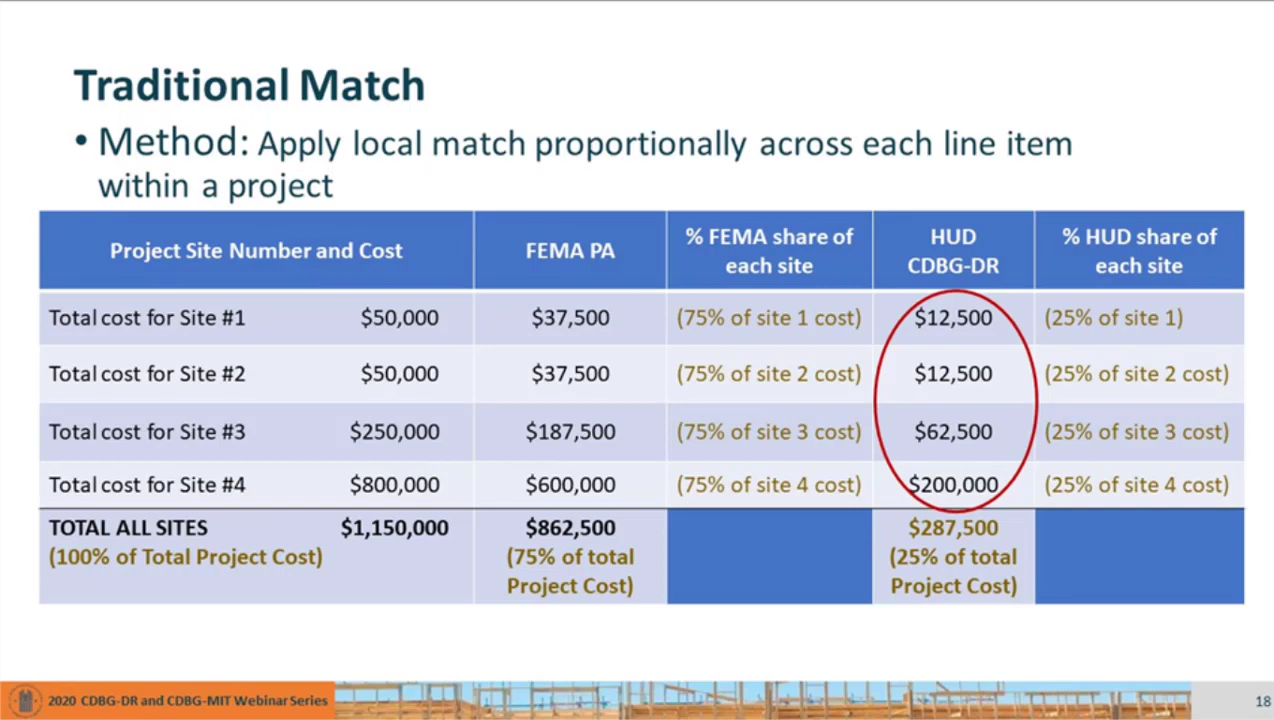 Traditional Match
• Method: Apply local match proportionally across each line item
within a project
Project Site Number and Cost FEMA PA % FEMA share of each site HUD CDBG-DR % HUD share of each site
Total cost for Site #1 $50,000 $37,500 (75% of site 1 cost) $12,500 (25% of site 1)
Total cost for Site #2 $50,000 $37,500 (75% of site 2 cost) $12,500 (25% of site 2 cost)
Total cost for Site #3 $250,000 $187,500 (75% of site 3 cost) $62,500 (25% of site 3 cost)
Total cost for Site #4 $800,000 $600,000 (75% of site 4 cost) $200,000 (25% of site 4 cost)
TOTAL ALL SITES $1,150,000 $862,500 $287,500
(100% of Total Project Cost) (75% of total (25% of total
Project Cost) Project Cost)
2020 CDBG-DR and CDBG-MIT Webinar Series
18